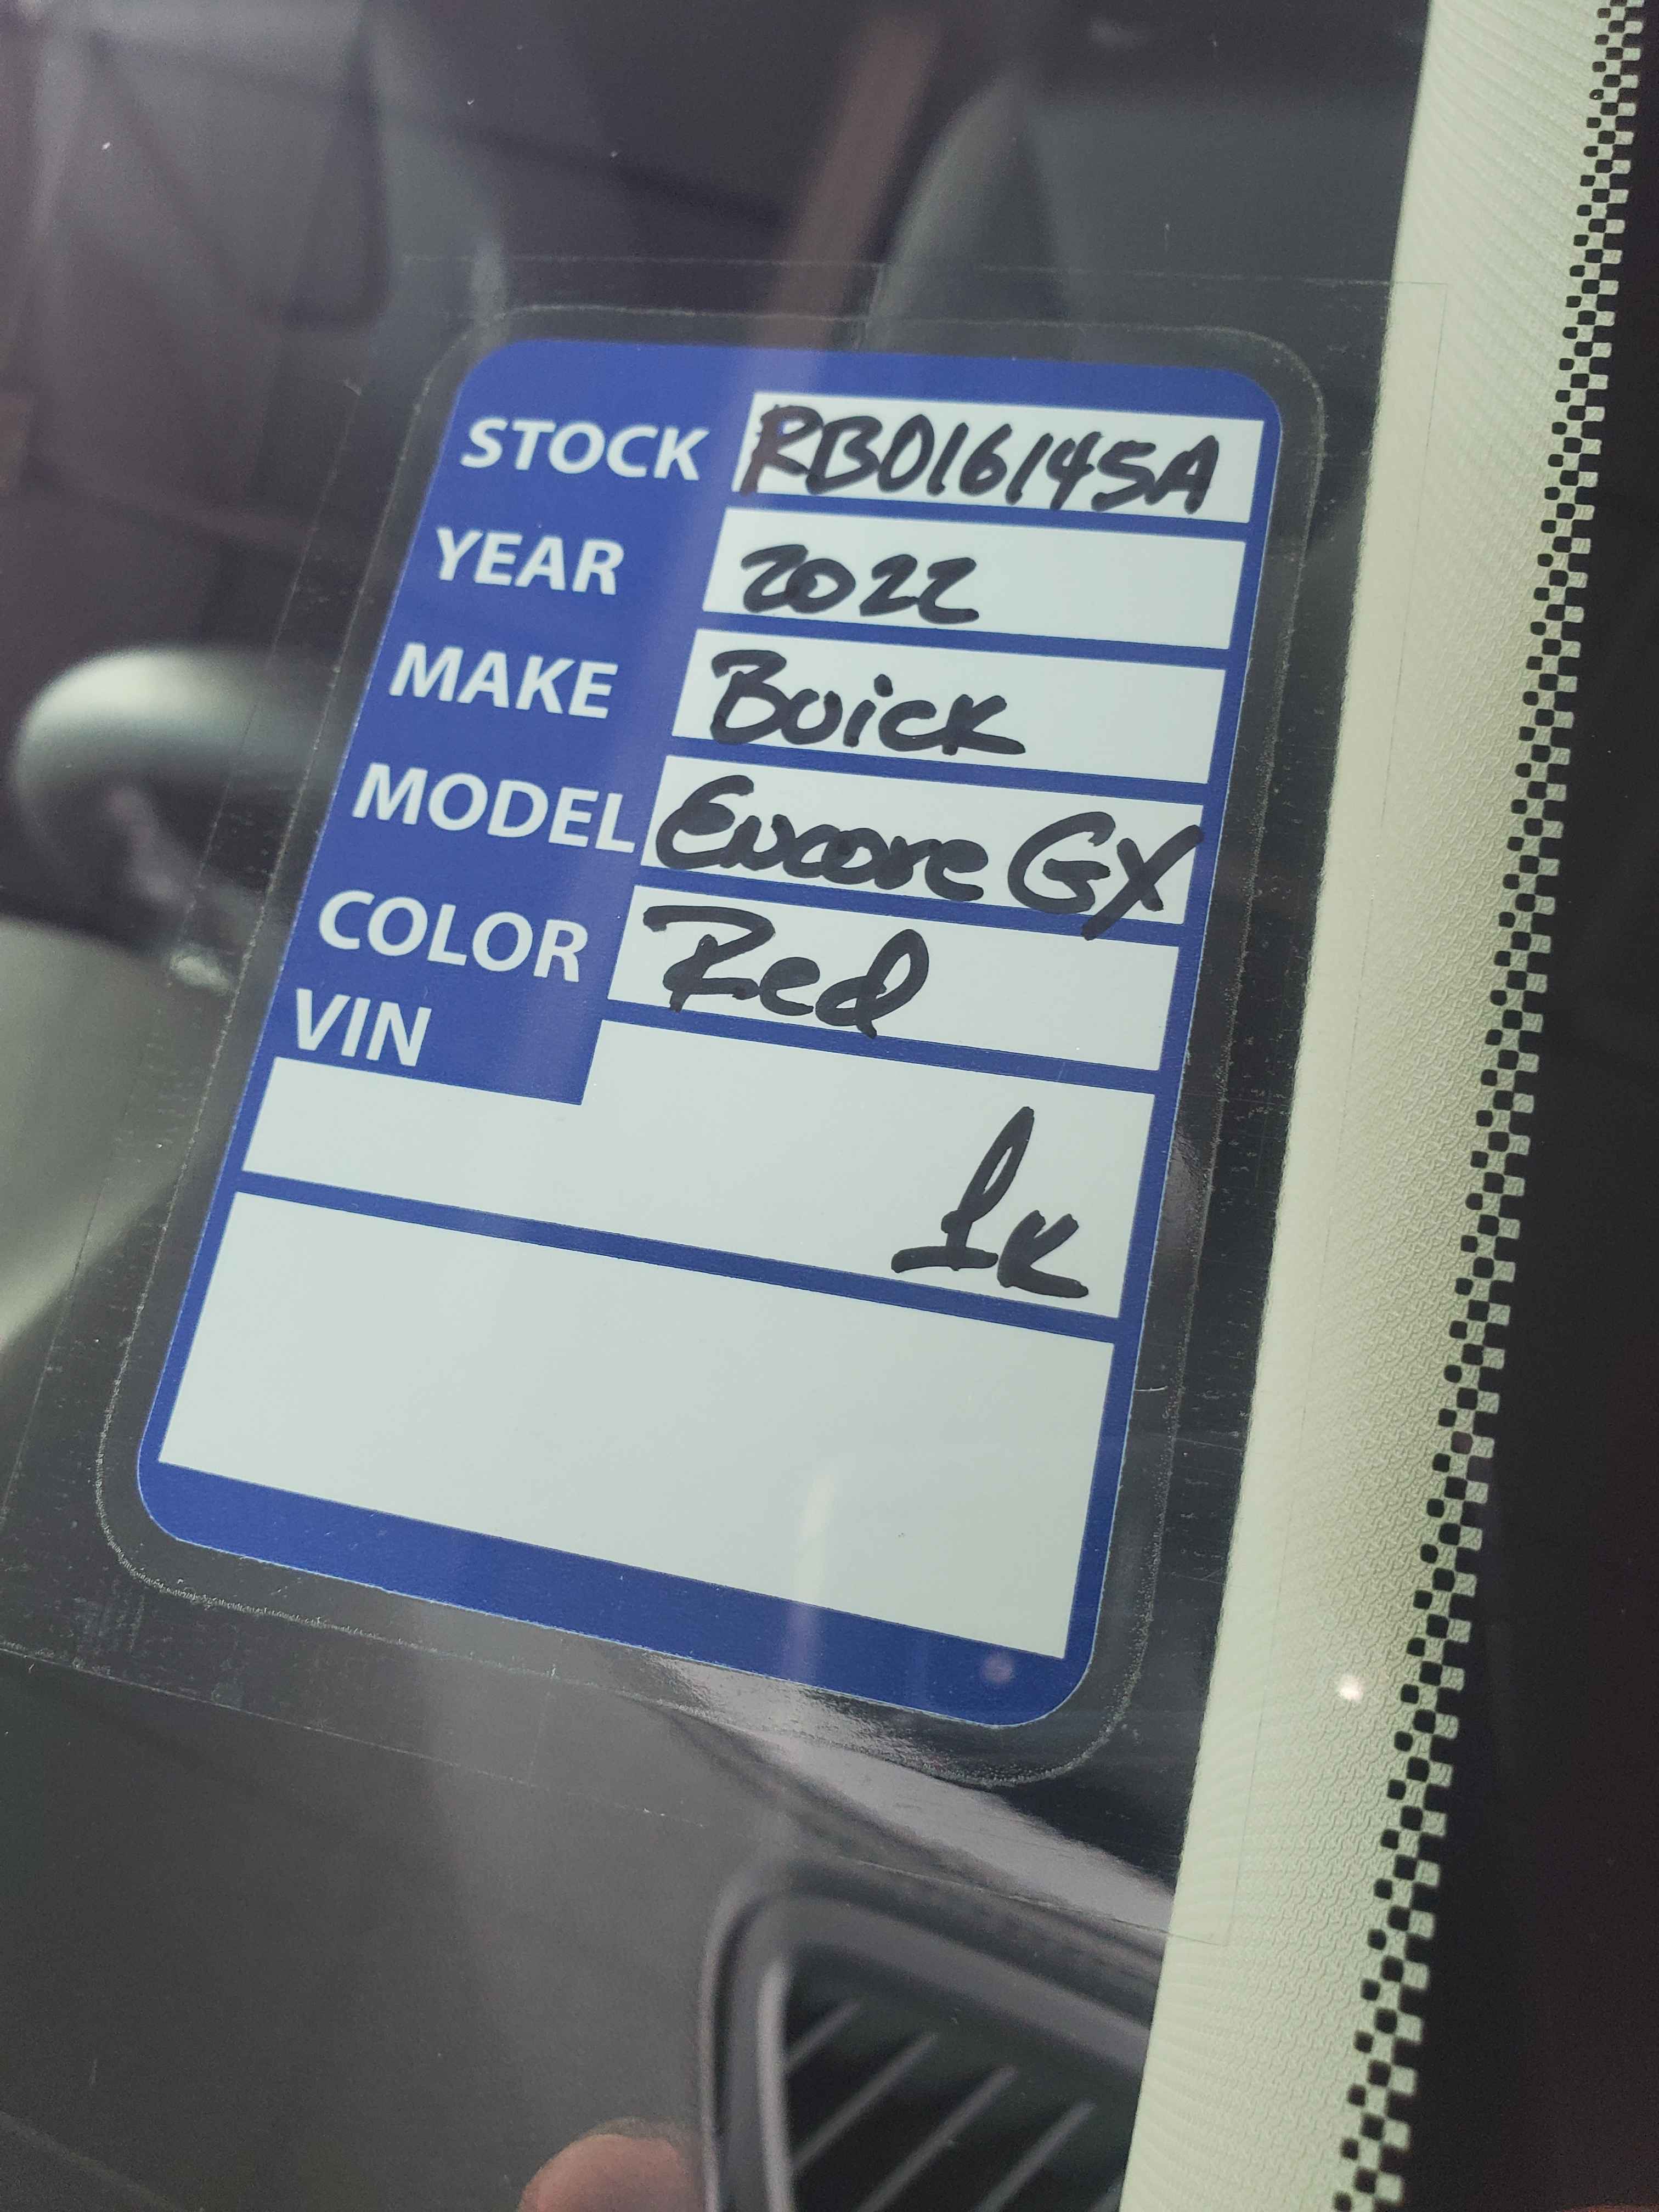 STOCK RB016145A
YEAR 2022
MAKE Buick
MODEL Encore GX
COLOR Red
VIN
1K